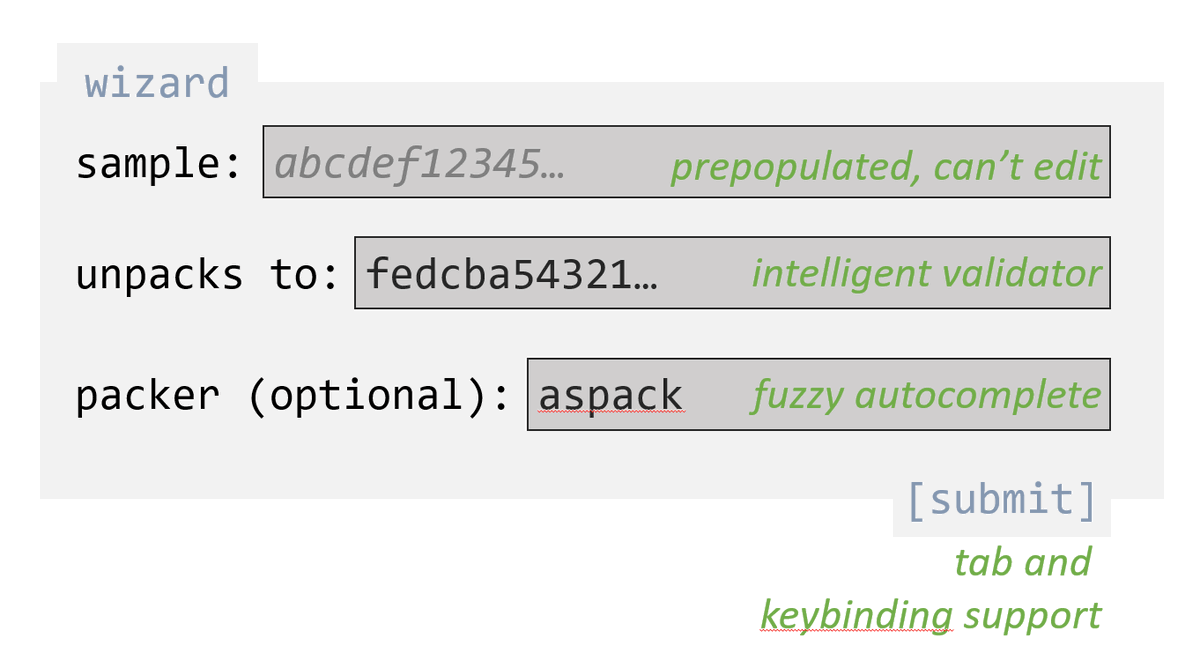 wizard
sample: abcdef12345… prepopulated, can’t edit
unpacks to: fedcba54321… intelligent validator
packer (optional): aspack fuzzy autocomplete
[submit]
tab and
keybinding support